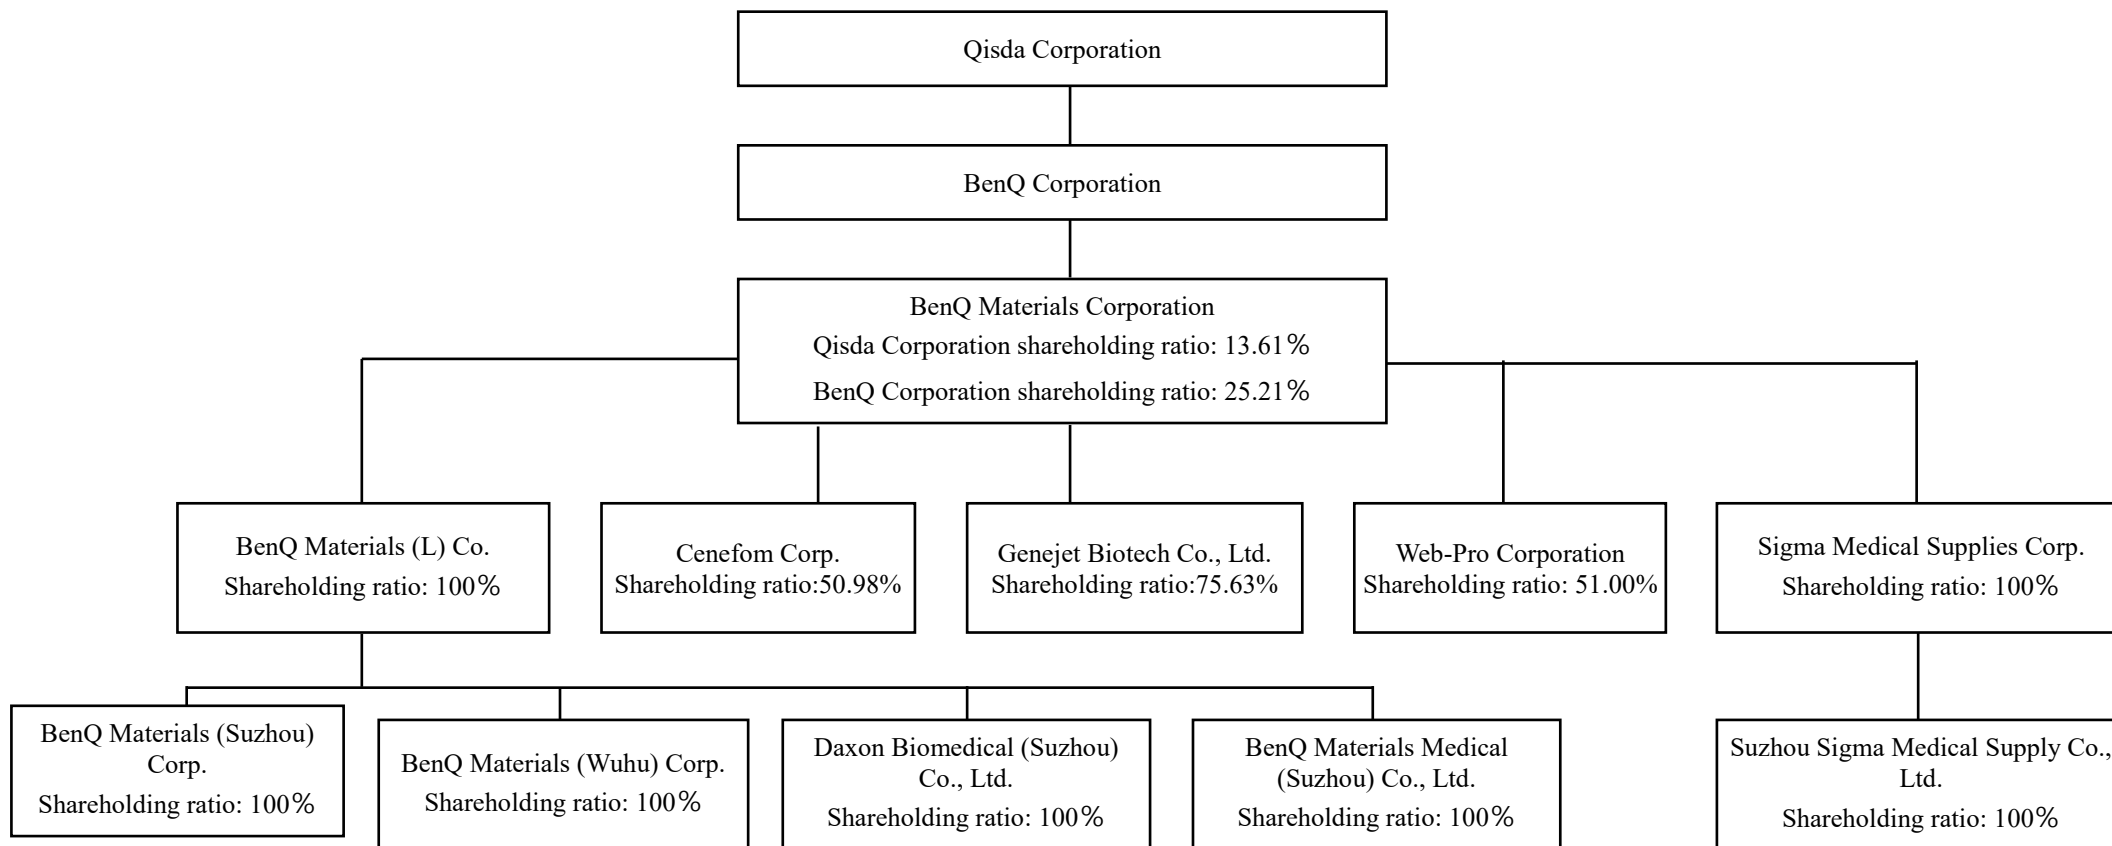 Qisda Corporation
BenQ Corporation
BenQ Materials Corporation
Qisda Corporation shareholding ratio: 13.61%
BenQ Corporation shareholding ratio: 25.21%
BenQ Materials (L) Co.
Shareholding ratio: 100%
Cenefom Corp.
Shareholding ratio:50.98%
Genejet Biotech Co., Ltd.
Shareholding ratio:75.63%
Web-Pro Corporation
Shareholding ratio: 51.00%
Sigma Medical Supplies Corp.
Shareholding ratio: 100%
BenQ Materials (Suzhou)
Corp.
Shareholding ratio: 100%
BenQ Materials (Wuhu) Corp.
Shareholding ratio: 100%
Daxon Biomedical (Suzhou)
Co., Ltd.
Shareholding ratio: 100%
BenQ Materials Medical
(Suzhou) Co., Ltd.
Shareholding ratio: 100%
Suzhou Sigma Medical Supply Co.,
Ltd.
Shareholding ratio: 100%